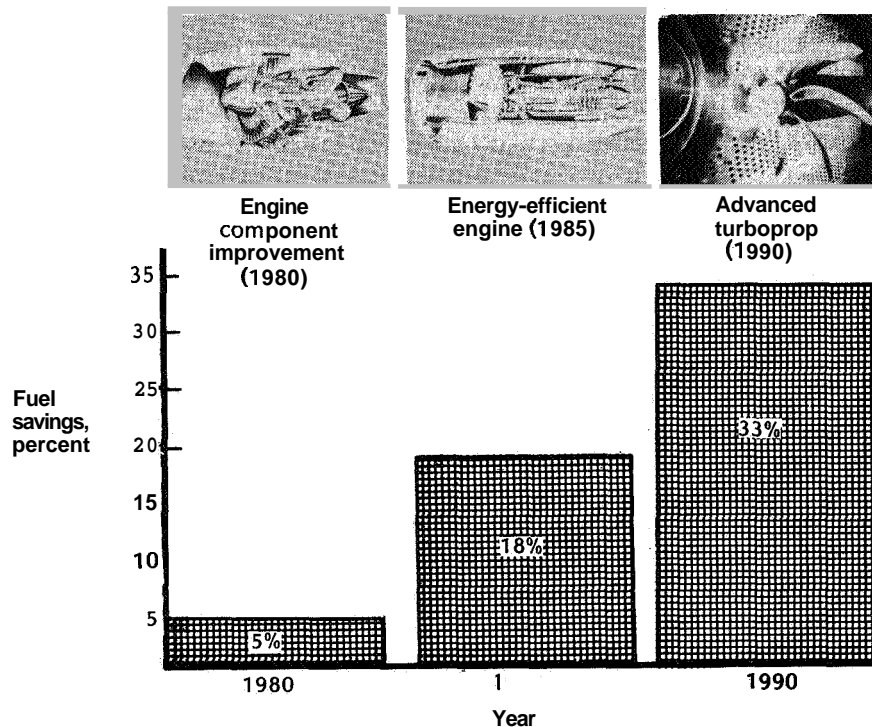 Engine
component
improvement
(1980)
Energy-efficient
engine (1985)
Advanced
turboprop
(1990)
35
30
25
20
15
10
5
Fuel
savings,
percent
5%
18%
33%
1980
1
1990
Year